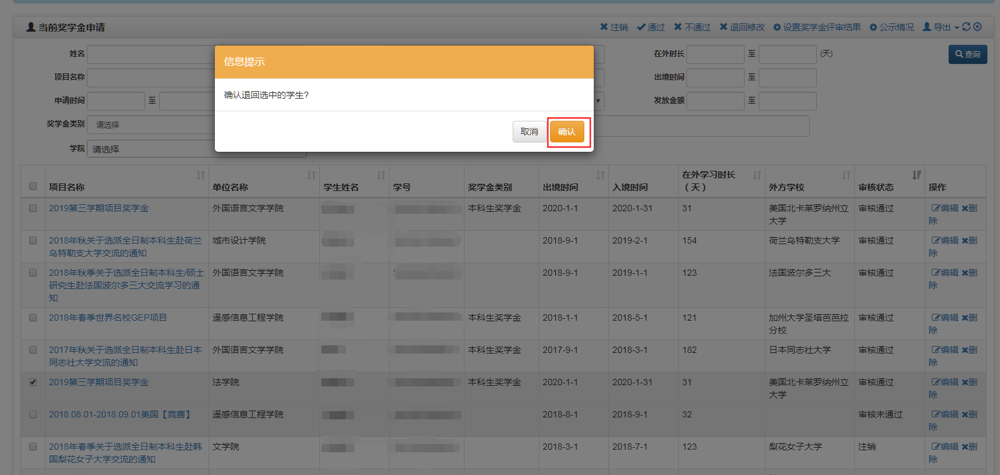 当前奖学金申请
注销 通过 不通过 退回修改 设置奖学金评审结果 公示情况 导出
姓名 在外时长 至 (天) 查询
项目名称 出境时间 至
申请时间 至 发放金额 至
奖学金类别 请选择
学院 请选择
信息提示
确认退回选中的学生?
取消 确认
在外学习时长
项目名称 单位名称 学生姓名 学号 奖学金类别 出境时间 入境时间 （天） 外方学校 审核状态 操作
2019第三学期项目奖学金 外国语言文学学院 本科生奖学金 2020-1-1 2020-1-31 31 美国北卡莱罗纳州立 审核通过 编辑 删
大学 除
2018年秋关于选派全日制本科生赴荷兰 城市设计学院 2018-9-1 2019-2-1 154 荷兰乌特勒支大学 审核通过 编辑 删
乌特勒支大学交流的通知 除
2018年秋季关于选派全日制本科生/硕士 外国语言文学学院 2018-9-1 2019-1-1 123 法国波尔多三大 审核通过 编辑 删
研究生赴法国波尔多三大交流学习的通 除
知
2018年春季世界名校GEP项目 遥感信息工程学院 本科生奖学金 2018-1-1 2018-5-1 121 加州大学圣塔芭芭拉 审核通过 编辑 删
分校 除
2017年秋关于选派全日制本科生赴日本 外国语言文学学院 本科生奖学金 2017-9-1 2018-3-1 182 日本同志社大学 审核通过 编辑 删
同志社大学交流的通知 除
2019第三学期项目奖学金 法学院 本科生奖学金 2020-1-1 2020-1-31 31 美国北卡莱罗纳州立 审核通过 编辑 删
大学 除
2018.08.01-2018.09.01美国【竞赛】 遥感信息工程学院 2018-8-1 2018-9-1 32 审核未通过 编辑 删
除
2018年春季关于选派全日制本科生赴韩 文学院 2018-3-1 2018-7-1 123 梨花女子大学 注销 编辑 删
国梨花女子大学交流的通知 除